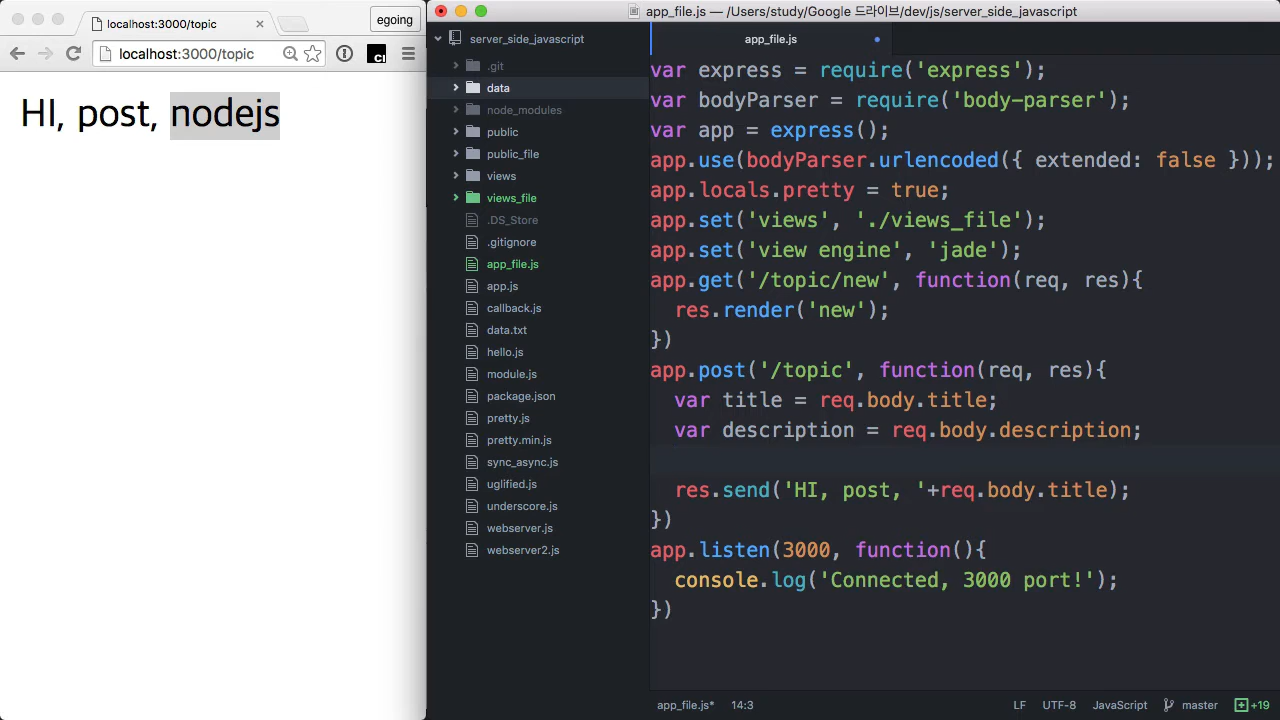 localhost:3000/topic
egoing
localhost:3000/topic
HI, post, nodejs
app_file.js — /Users/study/Google 드라이브/dev/js/server_side_javascript
server_side_javascript
.git
data
node_modules
public
public_file
views
views_file
.DS_Store
.gitignore
app_file.js
app.js
callback.js
data.txt
hello.js
module.js
package.json
pretty.js
pretty.min.js
sync_async.js
uglified.js
underscore.js
webserver.js
webserver2.js
app_file.js
var express = require('express');
var bodyParser = require('body-parser');
var app = express();
app.use(bodyParser.urlencoded({ extended: false }));
app.locals.pretty = true;
app.set('views', './views_file');
app.set('view engine', 'jade');
app.get('/topic/new', function(req, res){
  res.render('new');
})
app.post('/topic', function(req, res){
  var title = req.body.title;
  var description = req.body.description;
  res.send('HI, post, '+req.body.title);
})
app.listen(3000, function(){
  console.log('Connected, 3000 port!');
})
app_file.js* 14:3 LF UTF-8 JavaScript master +19